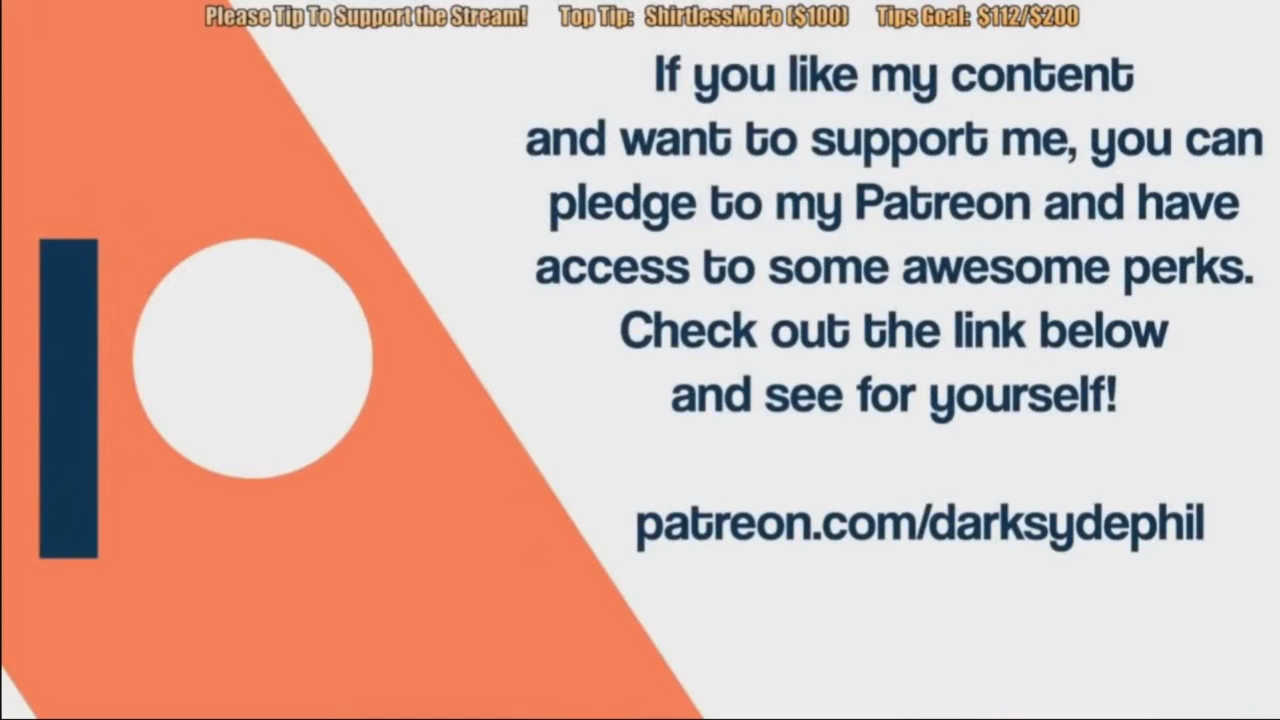 Please Tip To Support the Stream! Top Tip: ShirtlessMoFo ($100) Tips Goal: $112/$200
If you like my content
and want to support me, you can
pledge to my Patreon and have
access to some awesome perks.
Check out the link below
and see for yourself!
patreon.com/darksydephil